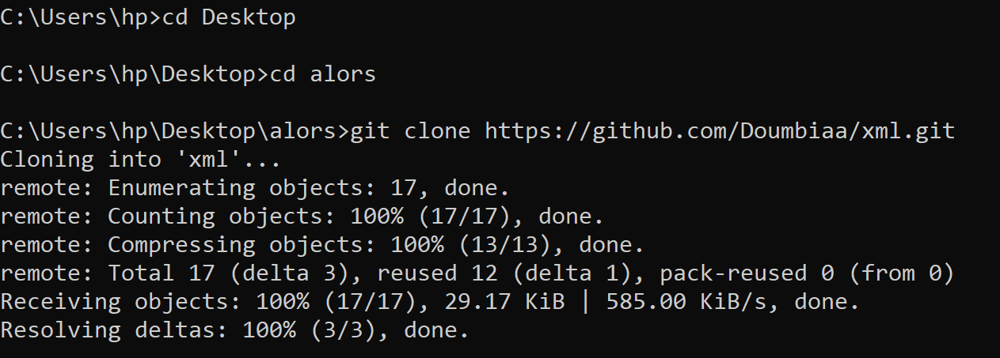 C:\Users\hp>cd Desktop
C:\Users\hp\Desktop>cd alors
C:\Users\hp\Desktop\alors>git clone https://github.com/Doumbiaa/xml.git
Cloning into 'xml'...
remote: Enumerating objects: 17, done.
remote: Counting objects: 100% (17/17), done.
remote: Compressing objects: 100% (13/13), done.
remote: Total 17 (delta 3), reused 12 (delta 1), pack-reused 0 (from 0)
Receiving objects: 100% (17/17), 29.17 KiB | 585.00 KiB/s, done.
Resolving deltas: 100% (3/3), done.